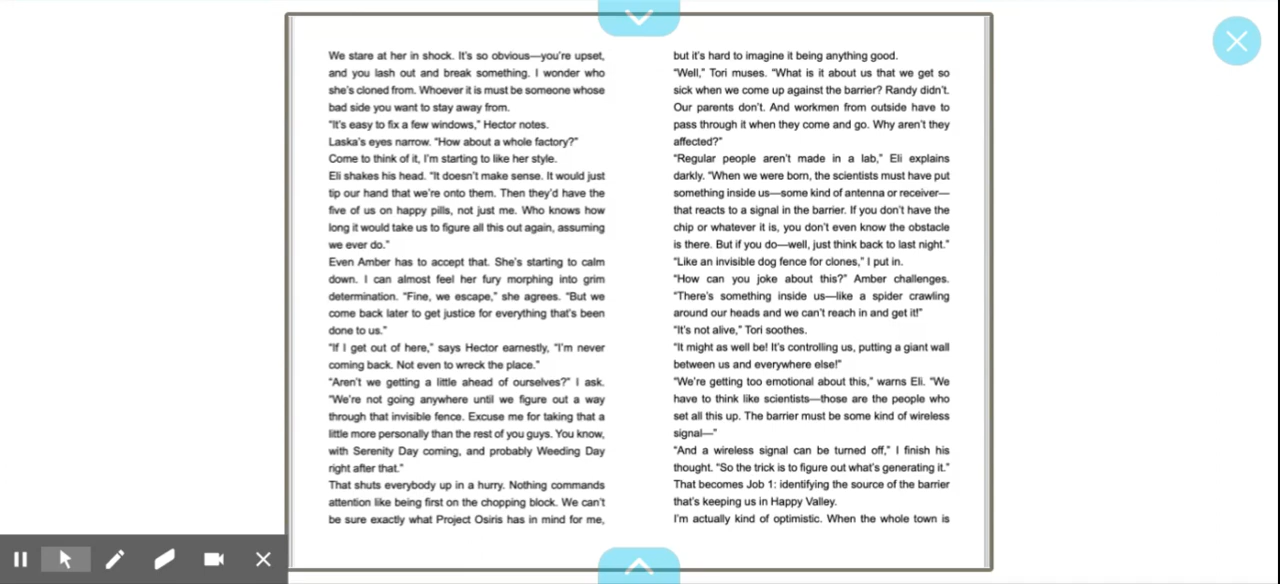 We stare at her in shock. It's so obvious—you're upset,
and you lash out and break something. I wonder who
she's cloned from. Whoever it is must be someone whose
bad side you want to stay away from.
"It's easy to fix a few windows," Hector notes.
Laska's eyes narrow. "How about a whole factory?"
Come to think of it, I'm starting to like her style.
Eli shakes his head. "It doesn't make sense. It would just
tip our hand that we're onto them. Then they'd have the
five of us on happy pills, not just me. Who knows how
long it would take us to figure all this out again, assuming
we ever do."
Even Amber has to accept that. She's starting to calm
down. I can almost feel her fury morphing into grim
determination. "Fine, we escape," she agrees. "But we
come back later to get justice for everything that's been
done to us."
"If I get out of here," says Hector earnestly, "I'm never
coming back. Not even to wreck the place."
"Aren't we getting a little ahead of ourselves?" I ask.
"We're not going anywhere until we figure out a way
through that invisible fence. Excuse me for taking that a
little more personally than the rest of you guys. You know,
with Serenity Day coming, and probably Weeding Day
right after that."
That shuts everybody up in a hurry. Nothing commands
attention like being first on the chopping block. We can't
be sure exactly what Project Osiris has in mind for me,
but it's hard to imagine it being anything good.
"Well," Tori muses. "What is it about us that we get so
sick when we come up against the barrier? Randy didn't.
Our parents don't. And workmen from outside have to
pass through it when they come and go. Why aren't they
affected?"
"Regular people aren't made in a lab," Eli explains
darkly. "When we were born, the scientists must have put
something inside us—some kind of antenna or receiver—
that reacts to a signal in the barrier. If you don't have the
chip or whatever it is, you don't even know the obstacle
is there. But if you do—well, just think back to last night."
"Like an invisible dog fence for clones," I put in.
"How can you joke about this?" Amber challenges.
"There's something inside us—like a spider crawling
around our heads and we can't reach in and get it!"
"It's not alive," Tori soothes.
"It might as well be! It's controlling us, putting a giant wall
between us and everywhere else!"
"We're getting too emotional about this," warns Eli. "We
have to think like scientists—those are the people who
set all this up. The barrier must be some kind of wireless
signal—"
"And a wireless signal can be turned off," I finish his
thought. "So the trick is to figure out what's generating it."
That becomes Job 1: identifying the source of the barrier
that's keeping us in Happy Valley.
I'm actually kind of optimistic. When the whole town is